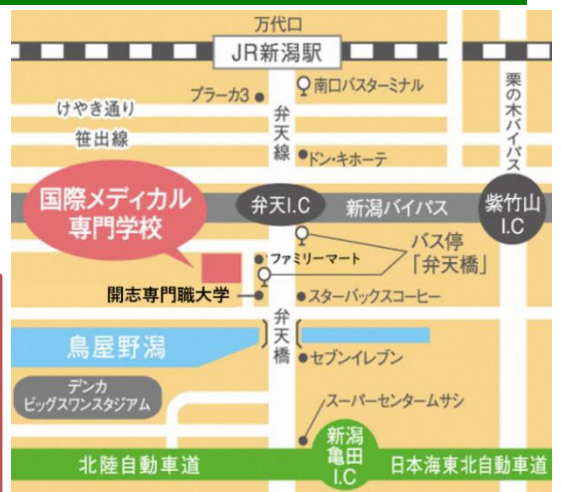 万代口
JR新潟駅
プラーカ3
南口バスターミナル
けやき通り
笹出線
弁天線
ドン・キホーテ
栗の木バイパス
国際メディカル
専門学校
弁天I.C
新潟バイパス
紫竹山
I.C
バス停
「弁天橋」
ファミリーマート
開志専門職大学
スターバックスコーヒー
鳥屋野潟
弁天橋
セブンイレブン
デンカ
ビッグスワンスタジアム
スーパーセンタームサシ
新潟
亀田
I.C
北陸自動車道
日本海東北自動車道